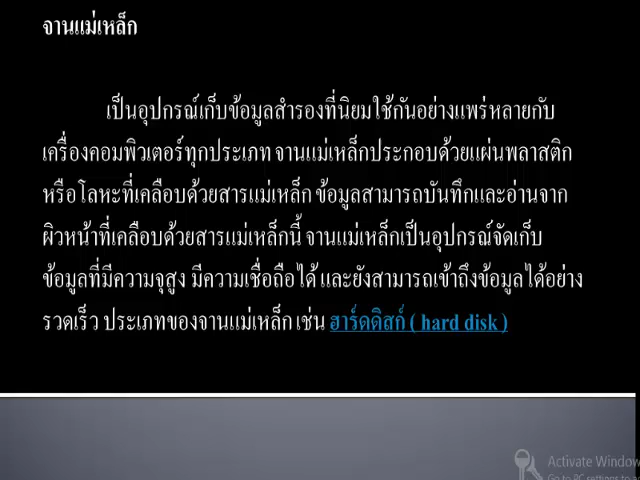 จานแม่เหล็ก
เป็นอุปกรณ์เก็บข้อมูลสำรองที่นิยมใช้กันอย่างแพร่หลายกับ
เครื่องคอมพิวเตอร์ทุกประเภท จานแม่เหล็กประกอบด้วยแผ่นพลาสติก
หรือโลหะที่เคลือบด้วยสารแม่เหล็ก ข้อมูลสามารถบันทึกและอ่านจาก
ผิวหน้าที่เคลือบด้วยสารแม่เหล็กนี้ จานแม่เหล็กเป็นอุปกรณ์จัดเก็บ
ข้อมูลที่มีความจุสูง มีความเชื่อถือได้ และยังสามารถเข้าถึงข้อมูลได้อย่าง
รวดเร็ว ประเภทของจานแม่เหล็ก เช่น ฮาร์ดดิสก์ ( hard disk )
Activate Window
Go to PC settings to a